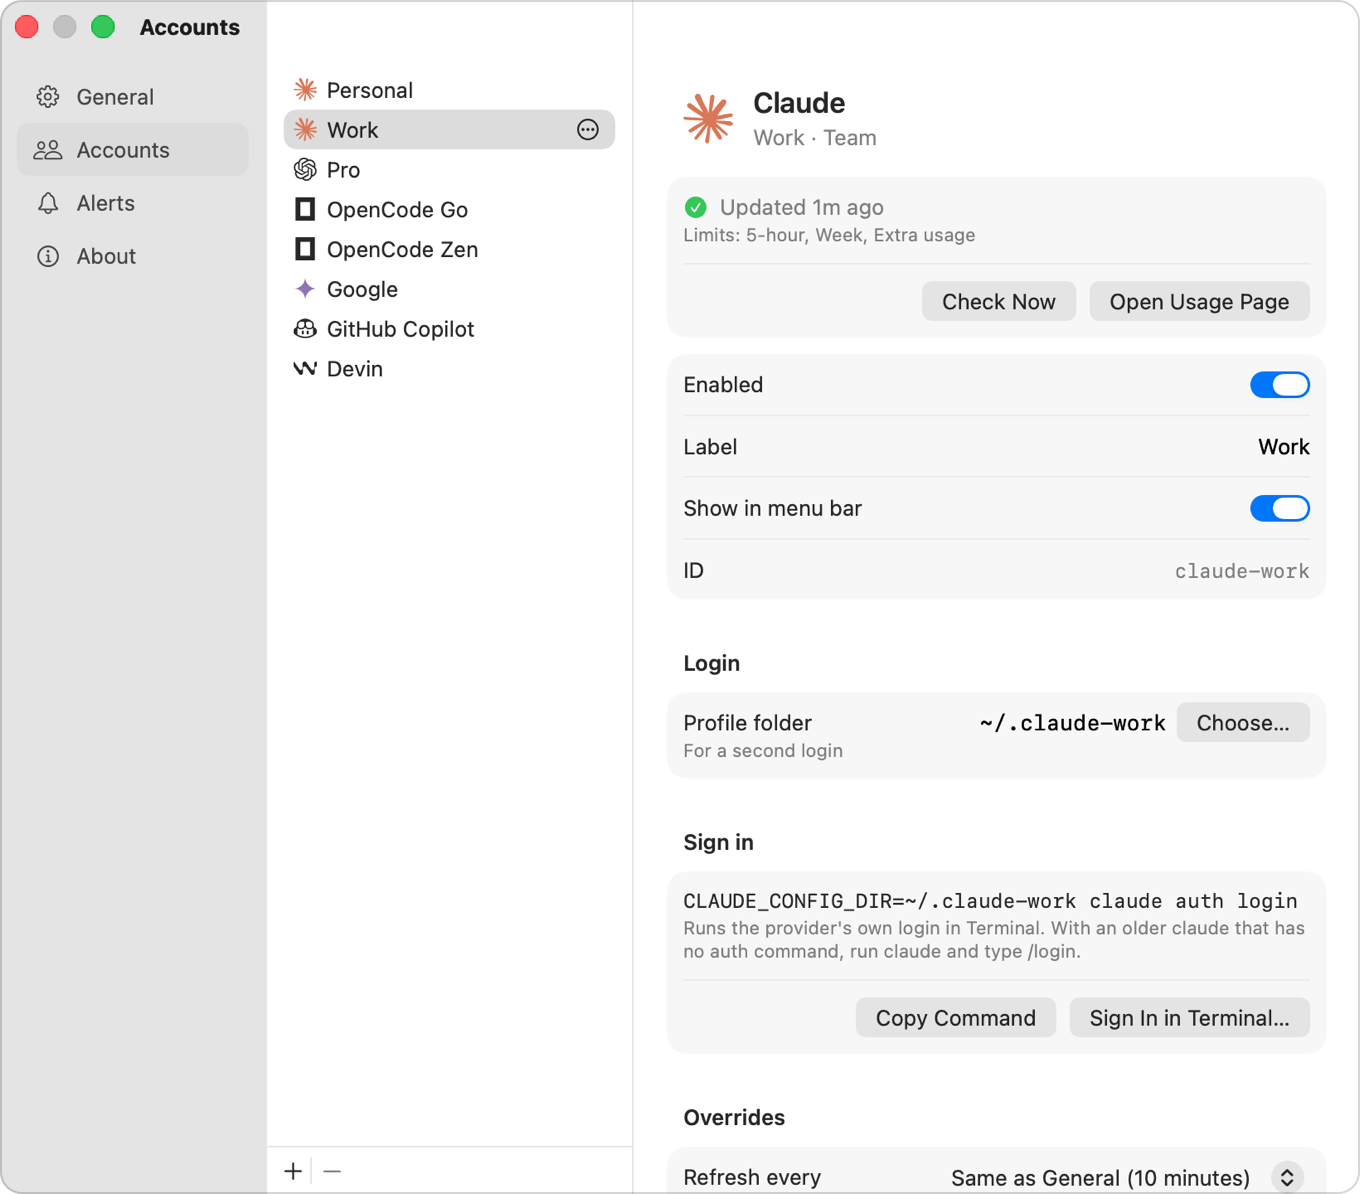 Accounts
General
Accounts
Alerts
About
Personal
Work
Pro
OpenCode Go
OpenCode Zen
Google
GitHub Copilot
Devin
Claude
Work · Team
Updated 1m ago
Limits: 5-hour, Week, Extra usage
Check Now
Open Usage Page
Enabled
Label
Work
Show in menu bar
ID
claude-work
Login
Profile folder
~/.claude-work
Choose...
For a second login
Sign in
CLAUDE_CONFIG_DIR=~/.claude-work claude auth login
Runs the provider's own login in Terminal. With an older claude that has
no auth command, run claude and type /login.
Copy Command
Sign In in Terminal...
Overrides
Refresh every
Same as General (10 minutes)